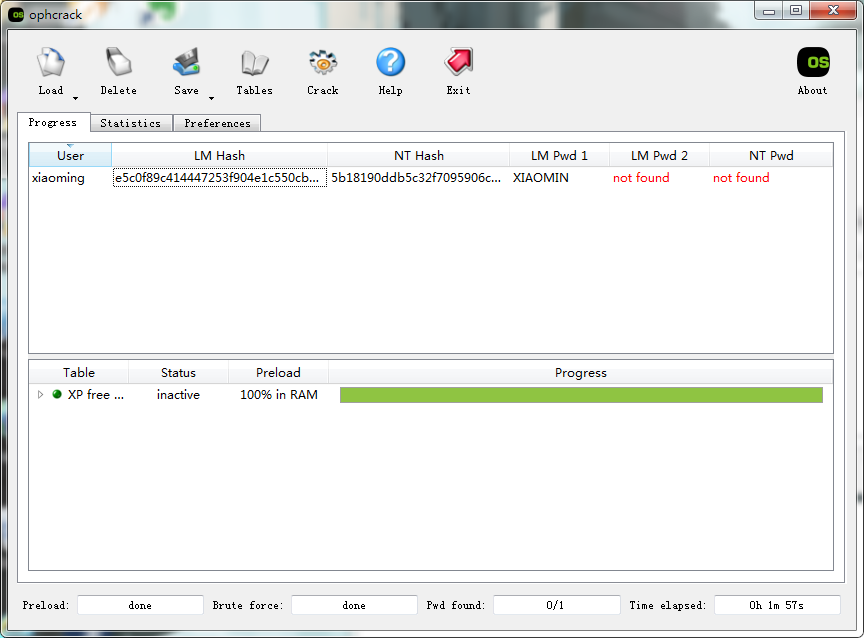 OS ophcrack
Load Delete Save Tables Crack Help Exit OS About
Progress Statistics Preferences
User LM Hash NT Hash LM Pwd 1 LM Pwd 2 NT Pwd
xiaoming e5c0f89c414447253f904e1c550cb... 5b18190ddb5c32f7095906c... XIAOMIN not found not found
Table Status Preload Progress
XP free ... inactive 100% in RAM
Preload: done Brute force: done Pwd found: 0/1 Time elapsed: 0h 1m 57s